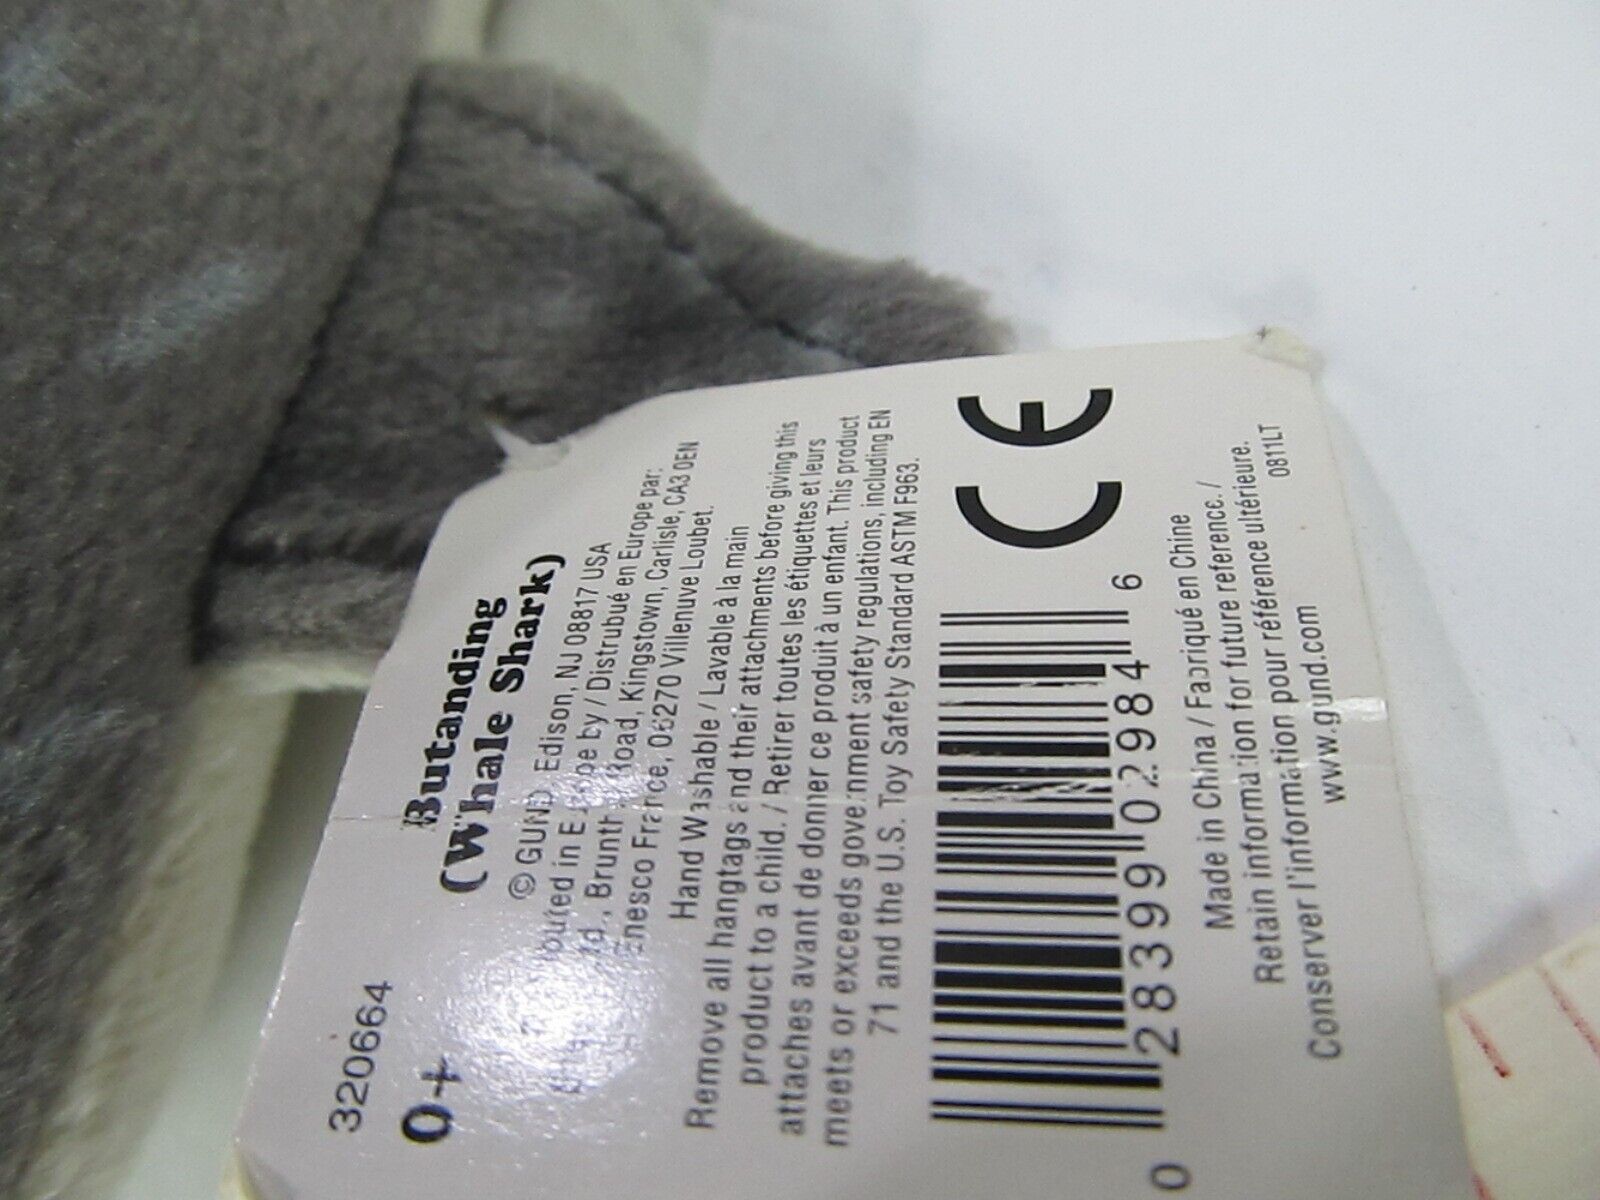 320664
0+
Butanding
(Whale Shark)
© GUND Edison, NJ 08817 USA
in by / Distrubué en Europe par:
Road, Kingstown, Carlisle, CA3 0EN
Enesco France, 06270 Villenuve Loubet.
Hand Washable / Lavable à la main
Remove all hangtags and their attachments before giving this
product to a child. / Retirer toutes les étiquettes et leurs
attaches avant de donner ce produit à un enfant. This product
meets or exceeds government safety regulations, including EN
71 and the U.S. Toy Safety Standard ASTM F963.
CE
0 28399 02984 6
Made in China / Fabriqué en Chine
Retain information for future reference. /
Conserver l'information pour référence ultérieure.
www.gund.com 0811LT